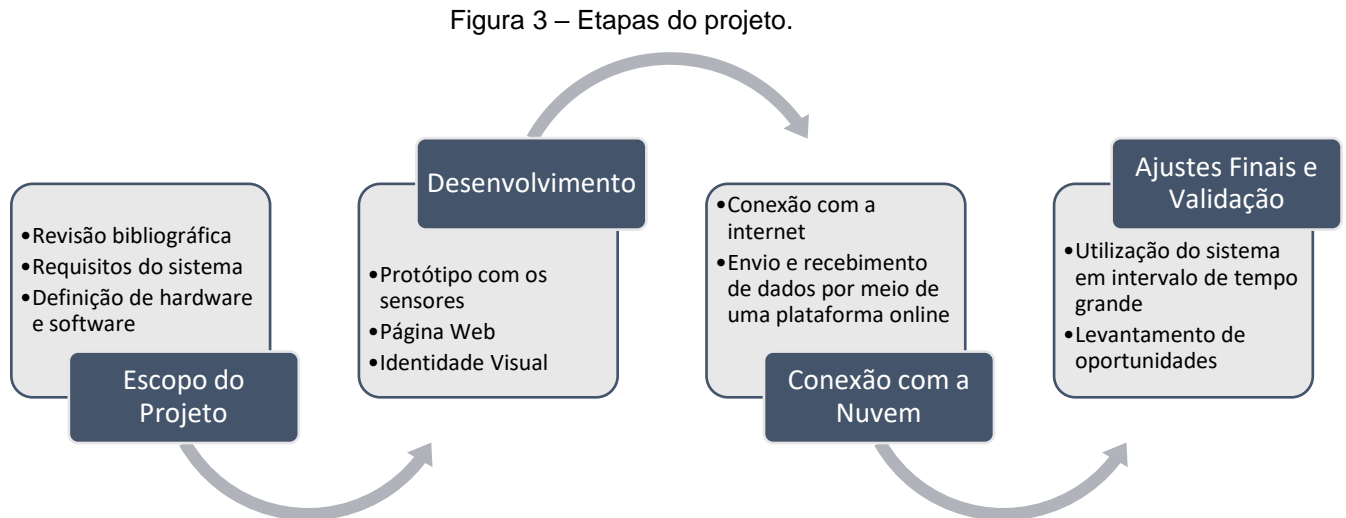 Figura 3 – Etapas do projeto.
•Revisão bibliográfica
•Requisitos do sistema
•Definição de hardware
e software
Escopo do
Projeto
Desenvolvimento
•Protótipo com os
sensores
•Página Web
•Identidade Visual
•Conexão com a
internet
•Envio e recebimento
de dados por meio de
uma plataforma online
Conexão com a
Nuvem
Ajustes Finais e
Validação
•Utilização do sistema
em intervalo de tempo
grande
•Levantamento de
oportunidades